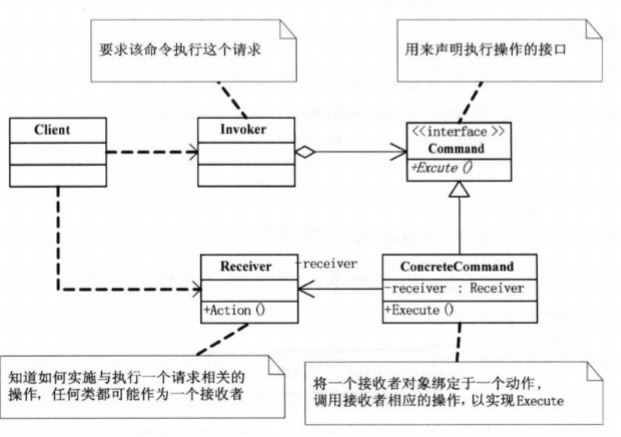 要求该命令执行这个请求
用来声明执行操作的接口
Client
Invoker
<<interface >>
Command
+Excute()
Receiver
+Action()
-receiver
ConcreteCommand
-receiver : Receiver
+Execute()
知道如何实施与执行一个请求相关的
操作，任何类都可能作为一个接收者
将一个接收者对象绑定于一个动作，
调用接收者相应的操作，以实现Execute